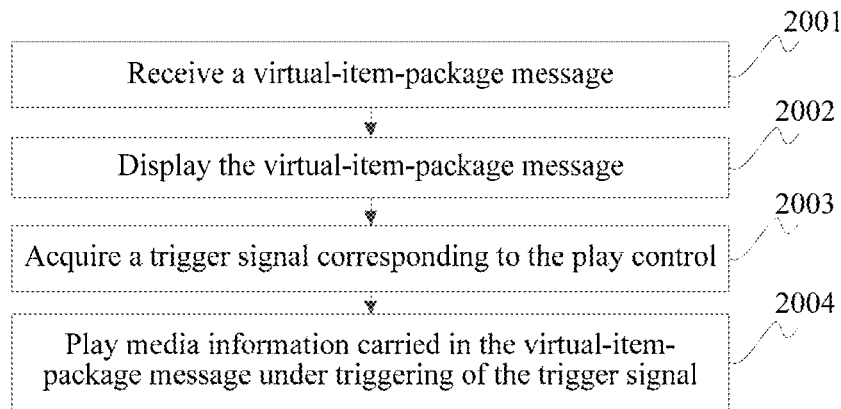 2001
Receive a virtual-item-package message
2002
Display the virtual-item-package message
2003
Acquire a trigger signal corresponding to the play control
2004
Play media information carried in the virtual-item-
package message under triggering of the trigger signal